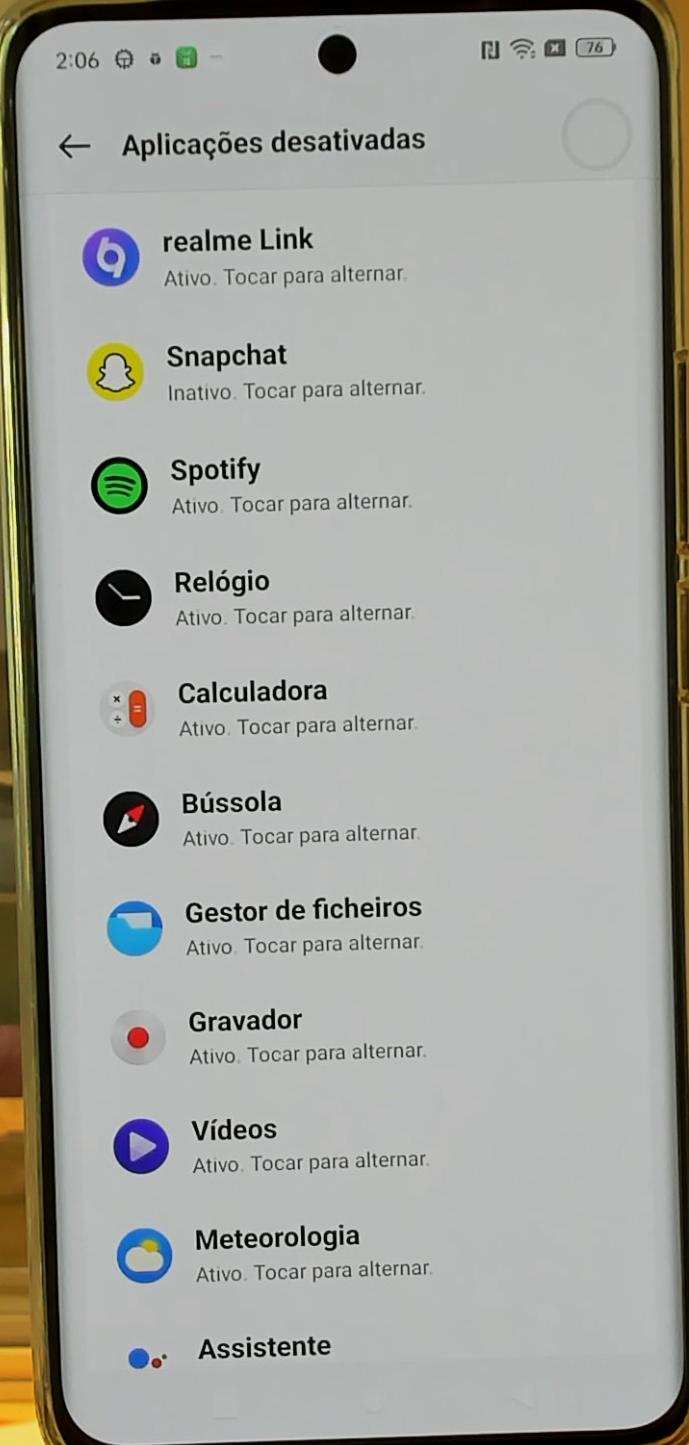 2:06
76
Aplicações desativadas
realme Link
Ativo. Tocar para alternar.
Snapchat
Inativo. Tocar para alternar.
Spotify
Ativo. Tocar para alternar.
Relógio
Ativo. Tocar para alternar.
Calculadora
Ativo. Tocar para alternar.
Bússola
Ativo. Tocar para alternar.
Gestor de ficheiros
Ativo. Tocar para alternar.
Gravador
Ativo. Tocar para alternar.
Vídeos
Ativo. Tocar para alternar.
Meteorologia
Ativo. Tocar para alternar.
Assistente